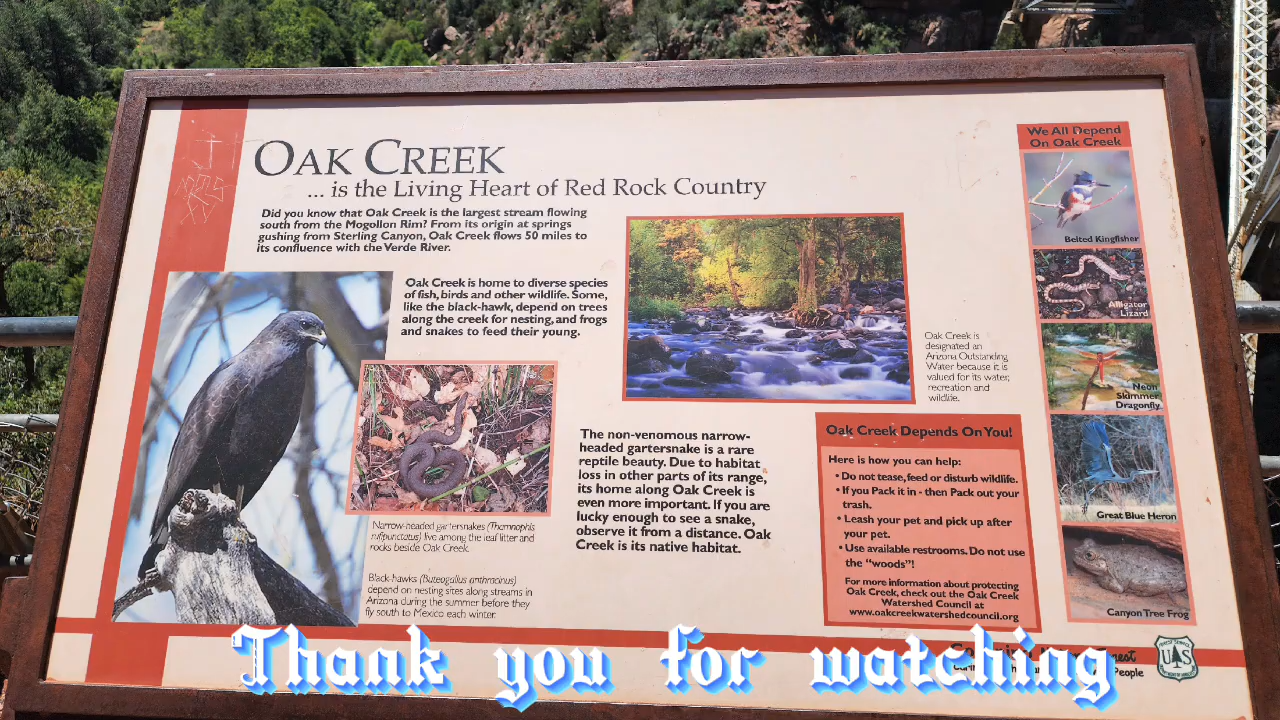 OAK CREEK
... is the Living Heart of Red Rock Country
Did you know that Oak Creek is the largest stream flowing
south from the Mogollon Rim? From its origin at springs
gushing from Sterling Canyon, Oak Creek flows 50 miles to
its confluence with the Verde River.
Oak Creek is home to diverse species
of fish, birds and other wildlife. Some,
like the black-hawk, depend on trees
along the creek for nesting, and frogs
and snakes to feed their young.
Narrow-headed gartersnakes (Thamnophis
rufipunctatus) live among the leaf litter and
rocks beside Oak Creek.
Black-hawks (Buteogallus anthracinus)
depend on nesting sites along streams in
Arizona during the summer before they
fly south to Mexico each winter.
The non-venomous narrow-
headed gartersnake is a rare
reptile beauty. Due to habitat
loss in other parts of its range,
its home along Oak Creek is
even more important. If you are
lucky enough to see a snake,
observe it from a distance. Oak
Creek is its native habitat.
Oak Creek is
designated an
Arizona Outstanding
Water because it is
valued for its water,
recreation and
wildlife.
Oak Creek Depends On You!
Here is how you can help:
• Do not tease, feed or disturb wildlife.
• If you Pack it in - then Pack out your
trash.
• Leash your pet and pick up after
your pet.
• Use available restrooms. Do not use
the "woods"!
For more information about protecting
Oak Creek, check out the Oak Creek
Watershed Council at
www.oakcreekwatershedcouncil.org
We All Depend
On Oak Creek
Belted Kingfisher
Alligator
Lizard
Neon
Skimmer
Dragonfly
Great Blue Heron
Canyon Tree Frog
People
U S
Thank you for watching